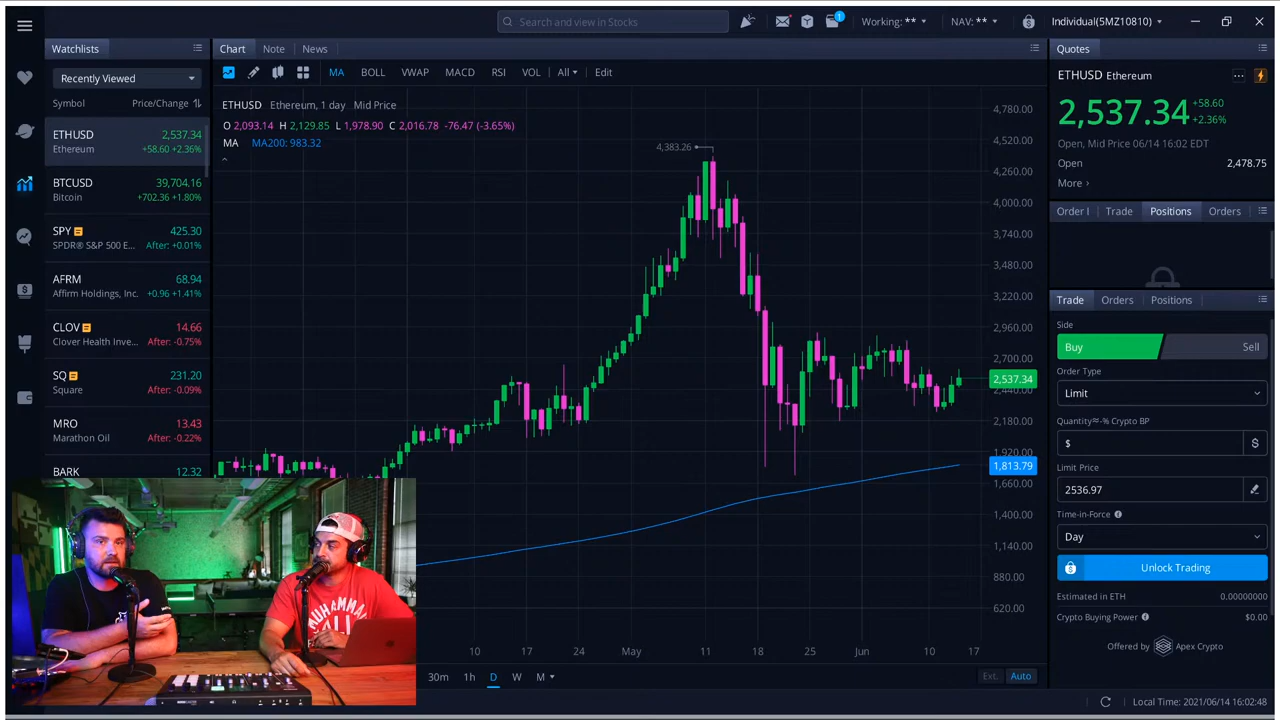 Search and view in Stocks
1
Working: **
NAV: **
Individual(5MZ10810)
Watchlists
Recently Viewed
Symbol Price/Change
ETHUSD 2,537.34
Ethereum +58.60 +2.36%
BTCUSD 39,704.16
Bitcoin +702.36 +1.80%
SPY 425.30
SPDR® S&P 500 E... After: +0.01%
AFRM 68.94
Affirm Holdings, Inc. +0.96 +1.41%
CLOV 14.66
Clover Health Inve... After: -0.75%
SQ 231.20
Square After: -0.09%
MRO 13.43
Marathon Oil After: -0.22%
BARK 12.32
Chart Note News
MA BOLL VWAP MACD RSI VOL All Edit
ETHUSD Ethereum, 1 day Mid Price
O 2,093.14 H 2,129.85 L 1,978.90 C 2,016.78 -76.47 (-3.65%)
MA MA200: 983.32
4,383.26
4,780.00
4,520.00
4,260.00
4,000.00
3,740.00
3,480.00
3,220.00
2,960.00
2,700.00
2,537.34
2,440.00
2,180.00
1,920.00
1,813.79
1,660.00
1,400.00
1,140.00
880.00
620.00
10 17 24 May 11 18 25 Jun 10 17
30m 1h D W M
Ext. Auto
Quotes
ETHUSD Ethereum
2,537.34 +58.60
+2.36%
Open, Mid Price 06/14 16:02 EDT
Open 2,478.75
More
Order I Trade Positions Orders
Trade Orders Positions
Side
Buy Sell
Order Type
Limit
Quantity≈-% Crypto BP
$ $
Limit Price
2536.97
Time-in-Force
Day
Unlock Trading
Estimated in ETH 0.00000000
Crypto Buying Power $0.00
Offered by Apex Crypto
Local Time: 2021/06/14 16:02:48
MUHAMMAD
ALI